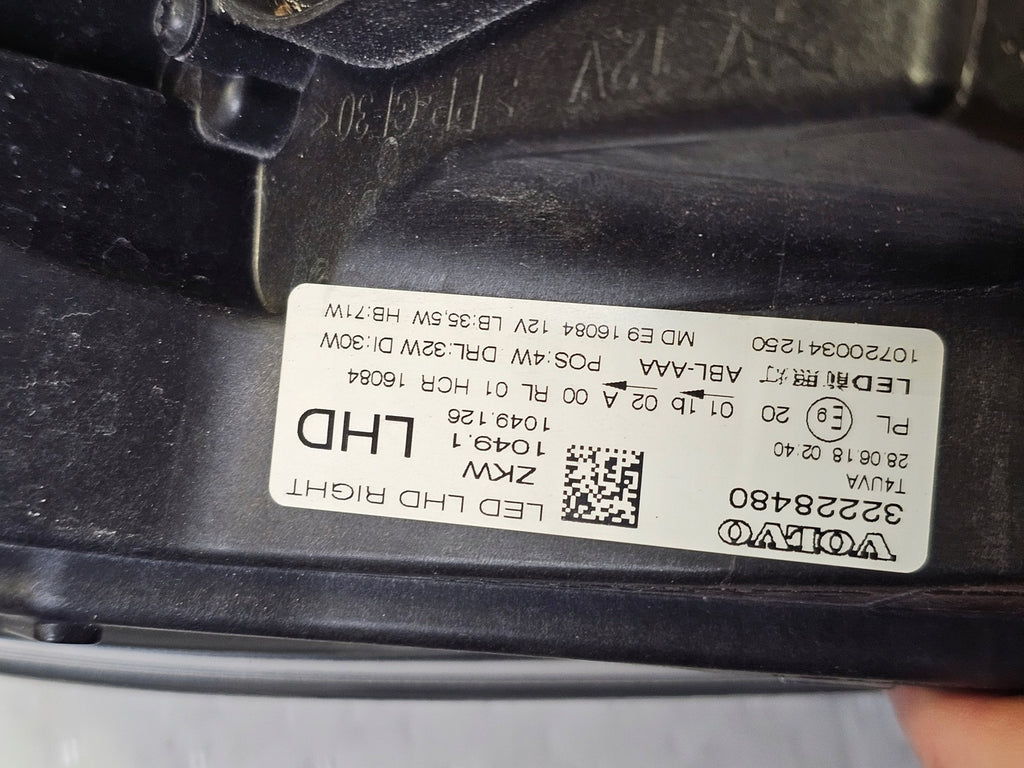 VOLVO
32228480
T4UVA
28.06.18 02:40
PL E9 20 01 1b 02 A 00 RL 01 HCR 16084
LED前照灯 ABL-AAA POS:4W DRL:32W DI:30W
107200341250 MD E9 16084 12V LB:35,5W HB:71W
LED LHD RIGHT
ZKW
1049.1
1049.126
LHD
12V
>PP-GF30<